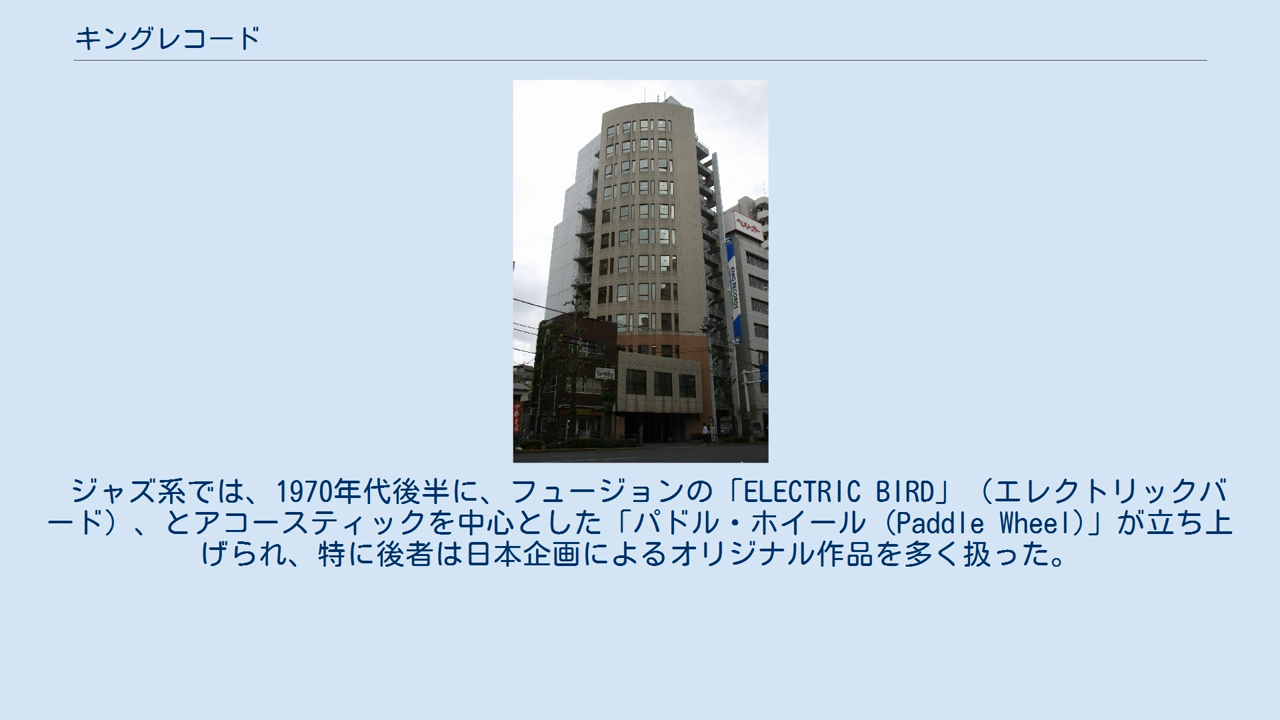 キングレコード
KING RECORDS
ジャズ系では、1970年代後半に、フュージョンの「ELECTRIC BIRD」（エレクトリックバ
ード）、とアコースティックを中心とした「パドル・ホイール（Paddle Wheel)」が立ち上
げられ、特に後者は日本企画によるオリジナル作品を多く扱った。